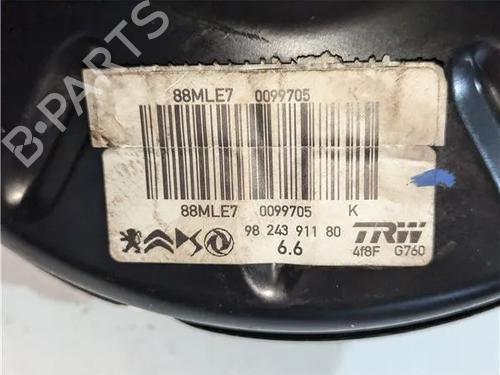 B-PARTS
88MLE7 0099705 K
88MLE7 0099705 K
98 243 911 80
6.6
TRW
4f8F G760